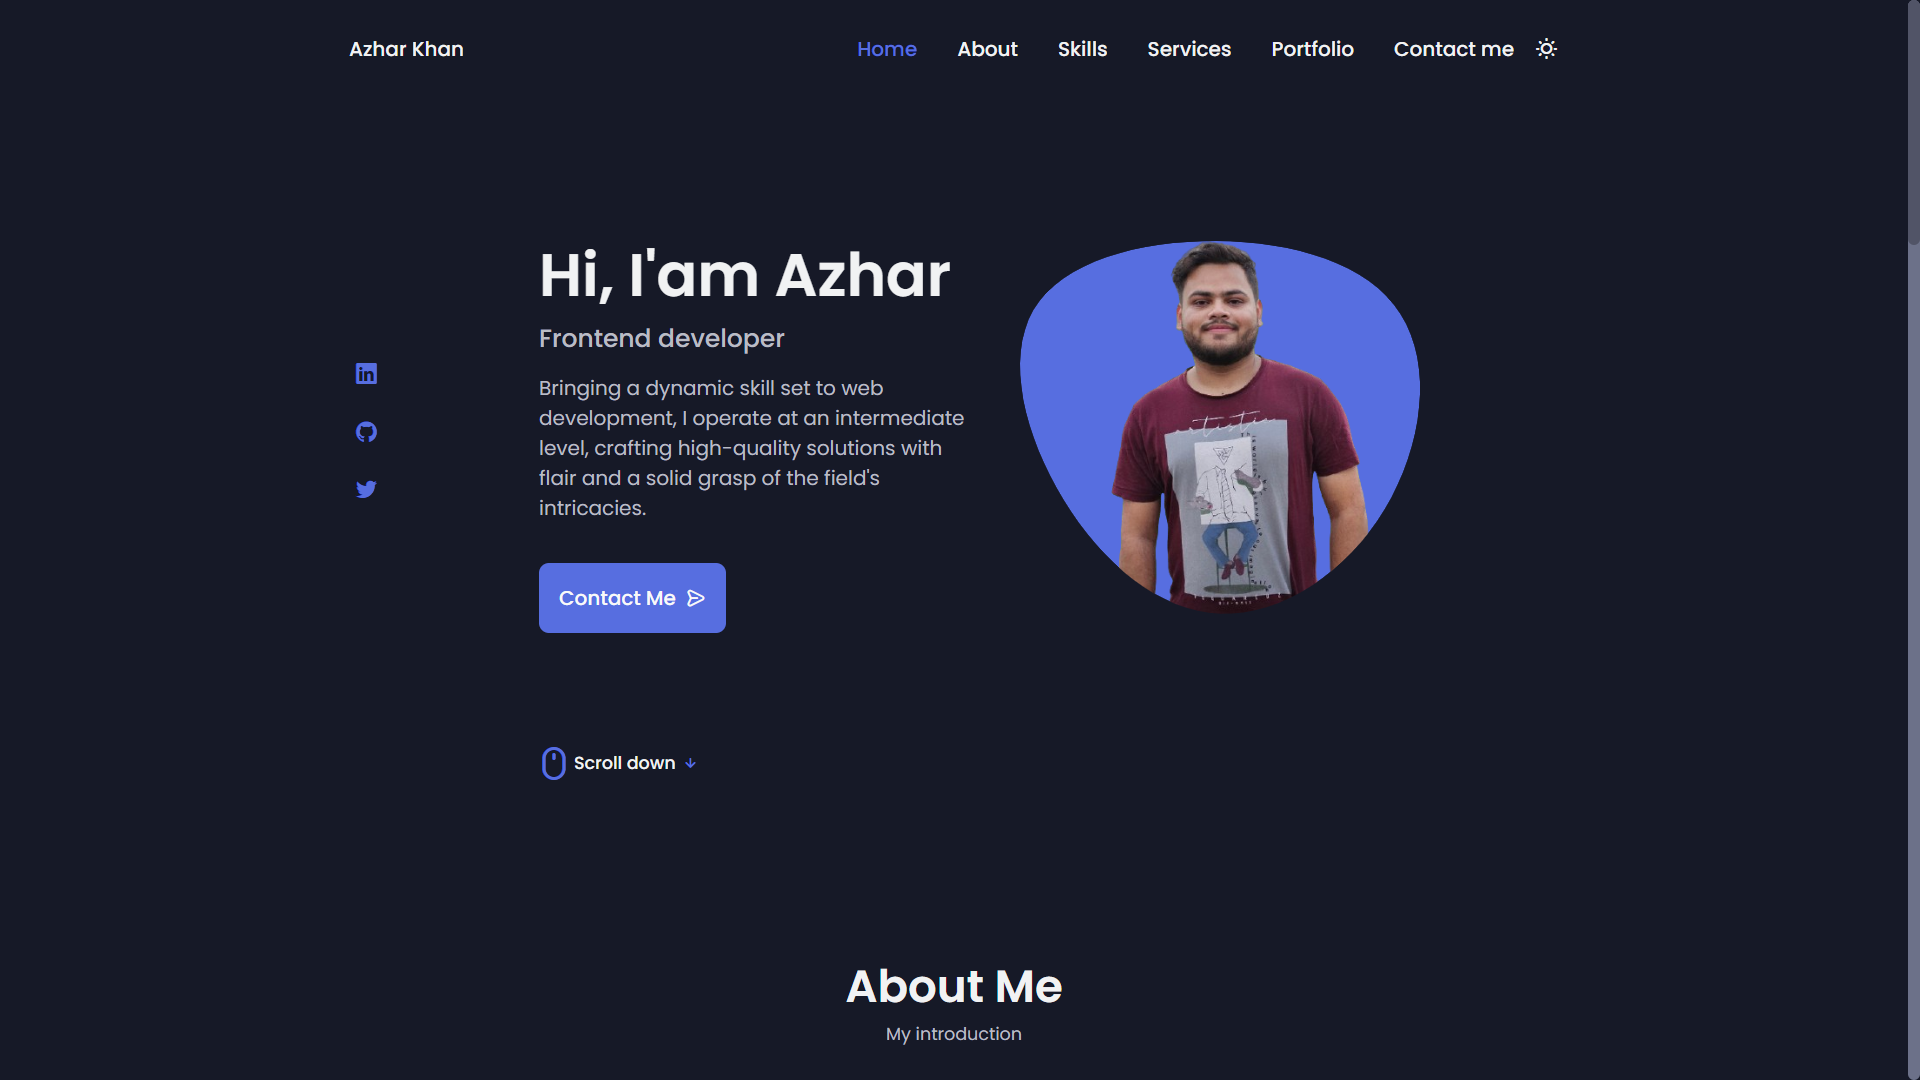 Azhar Khan
Home About Skills Services Portfolio Contact me
Hi, I'am Azhar
Frontend developer
Bringing a dynamic skill set to web
development, I operate at an intermediate
level, crafting high-quality solutions with
flair and a solid grasp of the field's
intricacies.
in
artistic
Contact Me
Scroll down
About Me
My introduction